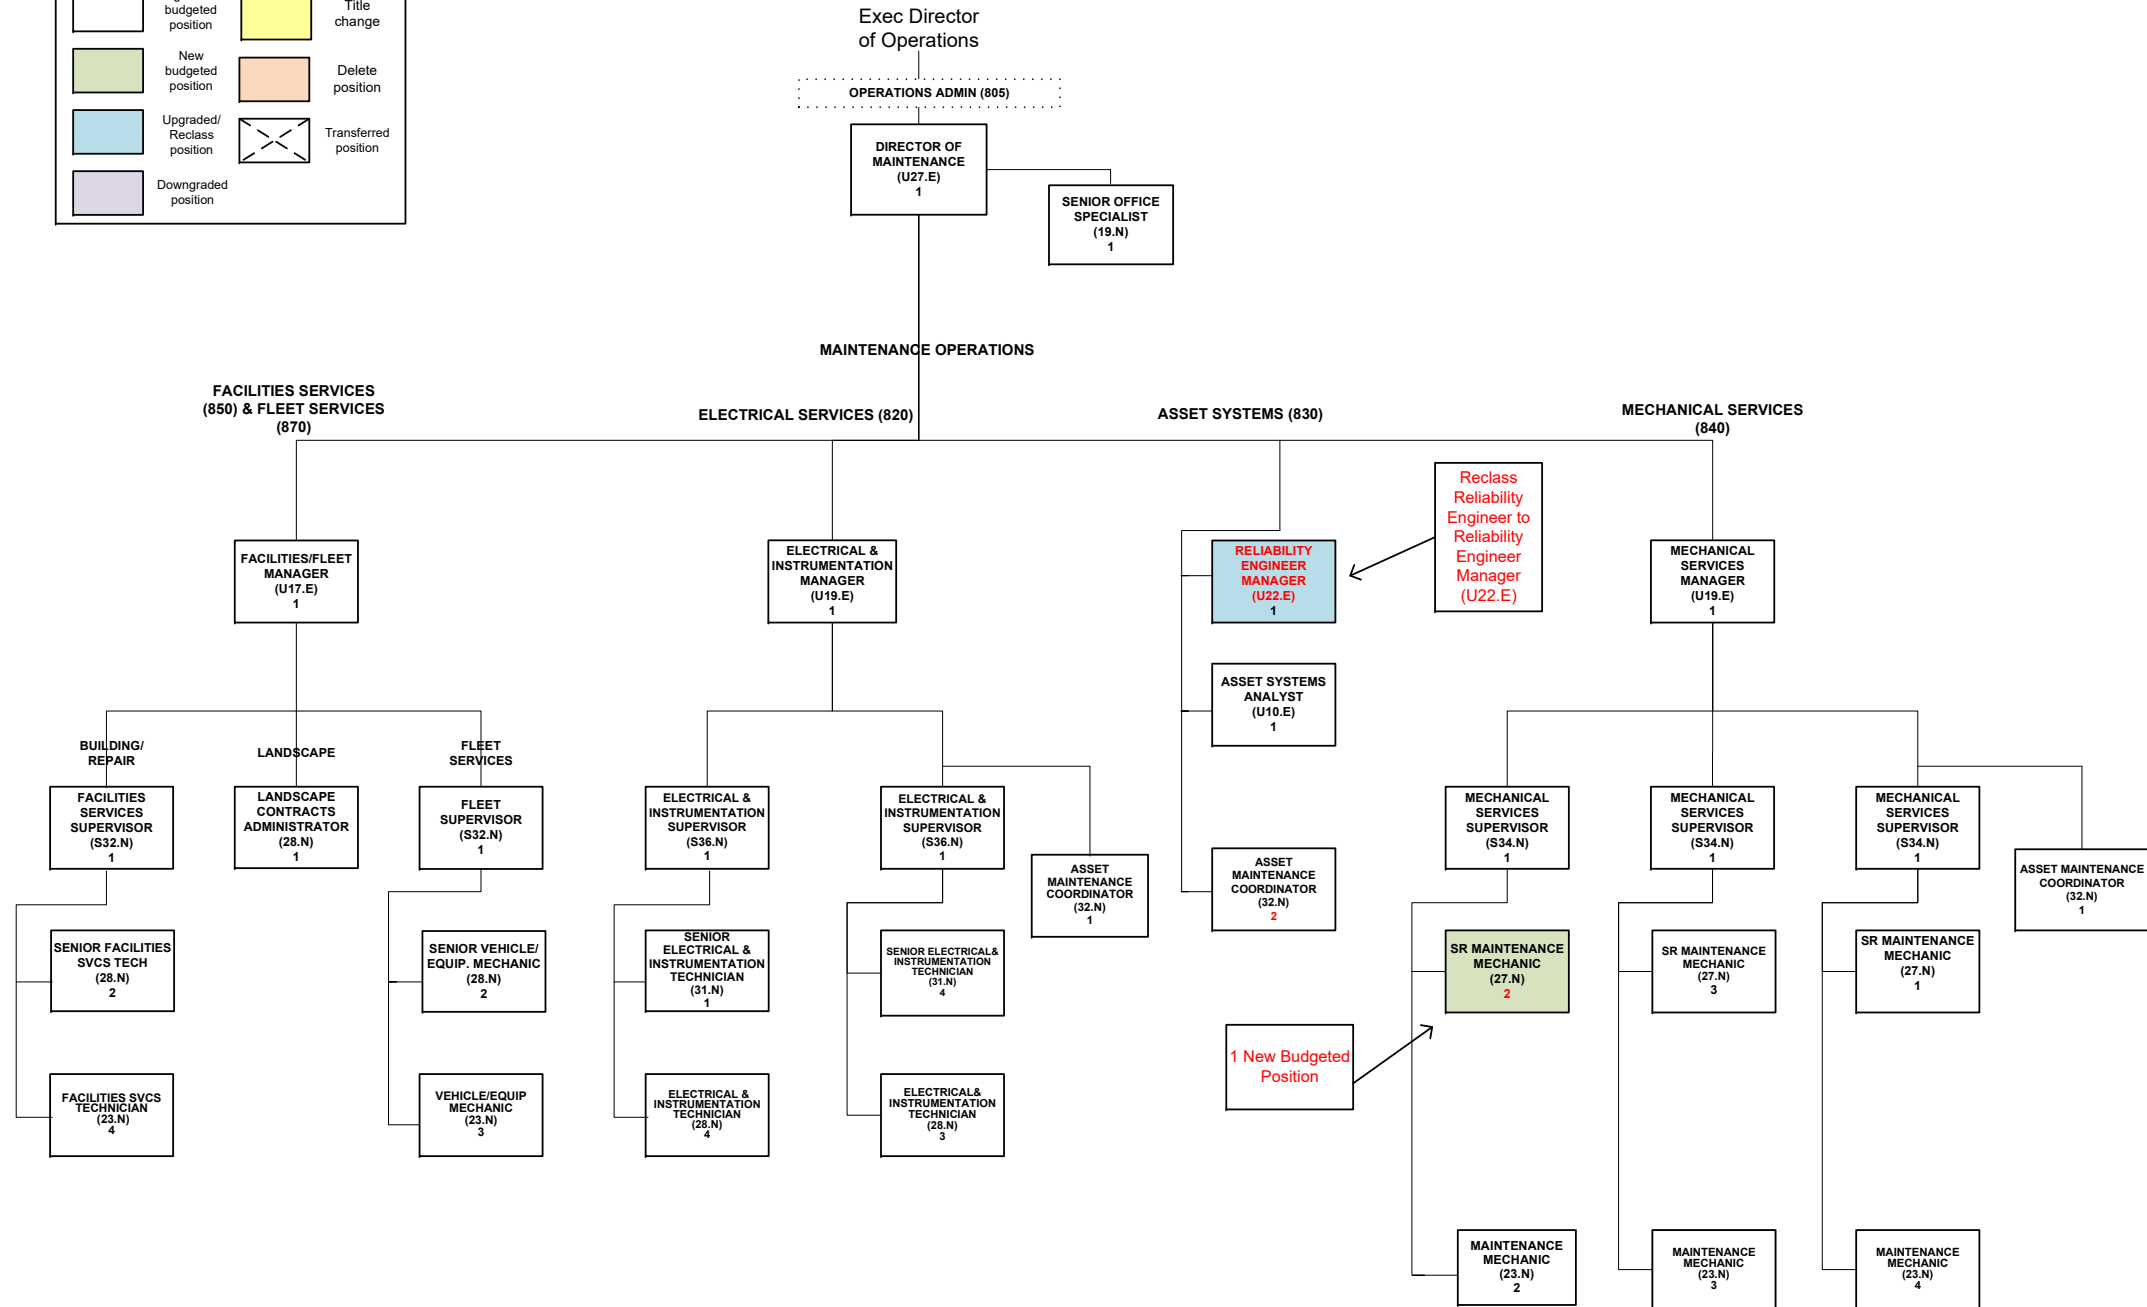 budgeted
position
Title
change
New
budgeted
position
Delete
position
Upgraded/
Reclass
position
Transferred
position
Downgraded
position
Exec Director
of Operations
OPERATIONS ADMIN (805)
DIRECTOR OF
MAINTENANCE
(U27.E)
1
SENIOR OFFICE
SPECIALIST
(19.N)
1
MAINTENANCE OPERATIONS
FACILITIES SERVICES
(850) & FLEET SERVICES
(870)
ELECTRICAL SERVICES (820)
ASSET SYSTEMS (830)
MECHANICAL SERVICES
(840)
FACILITIES/FLEET
MANAGER
(U17.E)
1
ELECTRICAL &
INSTRUMENTATION
MANAGER
(U19.E)
1
RELIABILITY
ENGINEER
MANAGER
(U22.E)
1
Reclass
Reliability
Engineer to
Reliability
Engineer
Manager
(U22.E)
MECHANICAL
SERVICES
MANAGER
(U19.E)
1
ASSET SYSTEMS
ANALYST
(U10.E)
1
BUILDING/
REPAIR
LANDSCAPE
FLEET
SERVICES
FACILITIES
SERVICES
SUPERVISOR
(S32.N)
1
LANDSCAPE
CONTRACTS
ADMINISTRATOR
(28.N)
1
FLEET
SUPERVISOR
(S32.N)
1
ELECTRICAL &
INSTRUMENTATION
SUPERVISOR
(S36.N)
1
ELECTRICAL &
INSTRUMENTATION
SUPERVISOR
(S36.N)
1
ASSET
MAINTENANCE
COORDINATOR
(32.N)
1
ASSET
MAINTENANCE
COORDINATOR
(32.N)
2
MECHANICAL
SERVICES
SUPERVISOR
(S34.N)
1
MECHANICAL
SERVICES
SUPERVISOR
(S34.N)
1
MECHANICAL
SERVICES
SUPERVISOR
(S34.N)
1
ASSET MAINTENANCE
COORDINATOR
(32.N)
1
SENIOR FACILITIES
SVCS TECH
(28.N)
2
SENIOR VEHICLE/
EQUIP. MECHANIC
(28.N)
2
SENIOR
ELECTRICAL &
INSTRUMENTATION
TECHNICIAN
(31.N)
1
SENIOR ELECTRICAL&
INSTRUMENTATION
TECHNICIAN
(31.N)
4
SR MAINTENANCE
MECHANIC
(27.N)
2
SR MAINTENANCE
MECHANIC
(27.N)
3
SR MAINTENANCE
MECHANIC
(27.N)
1
1 New Budgeted
Position
FACILITIES SVCS
TECHNICIAN
(23.N)
4
VEHICLE/EQUIP
MECHANIC
(23.N)
3
ELECTRICAL &
INSTRUMENTATION
TECHNICIAN
(28.N)
4
ELECTRICAL&
INSTRUMENTATION
TECHNICIAN
(28.N)
3
MAINTENANCE
MECHANIC
(23.N)
2
MAINTENANCE
MECHANIC
(23.N)
3
MAINTENANCE
MECHANIC
(23.N)
4